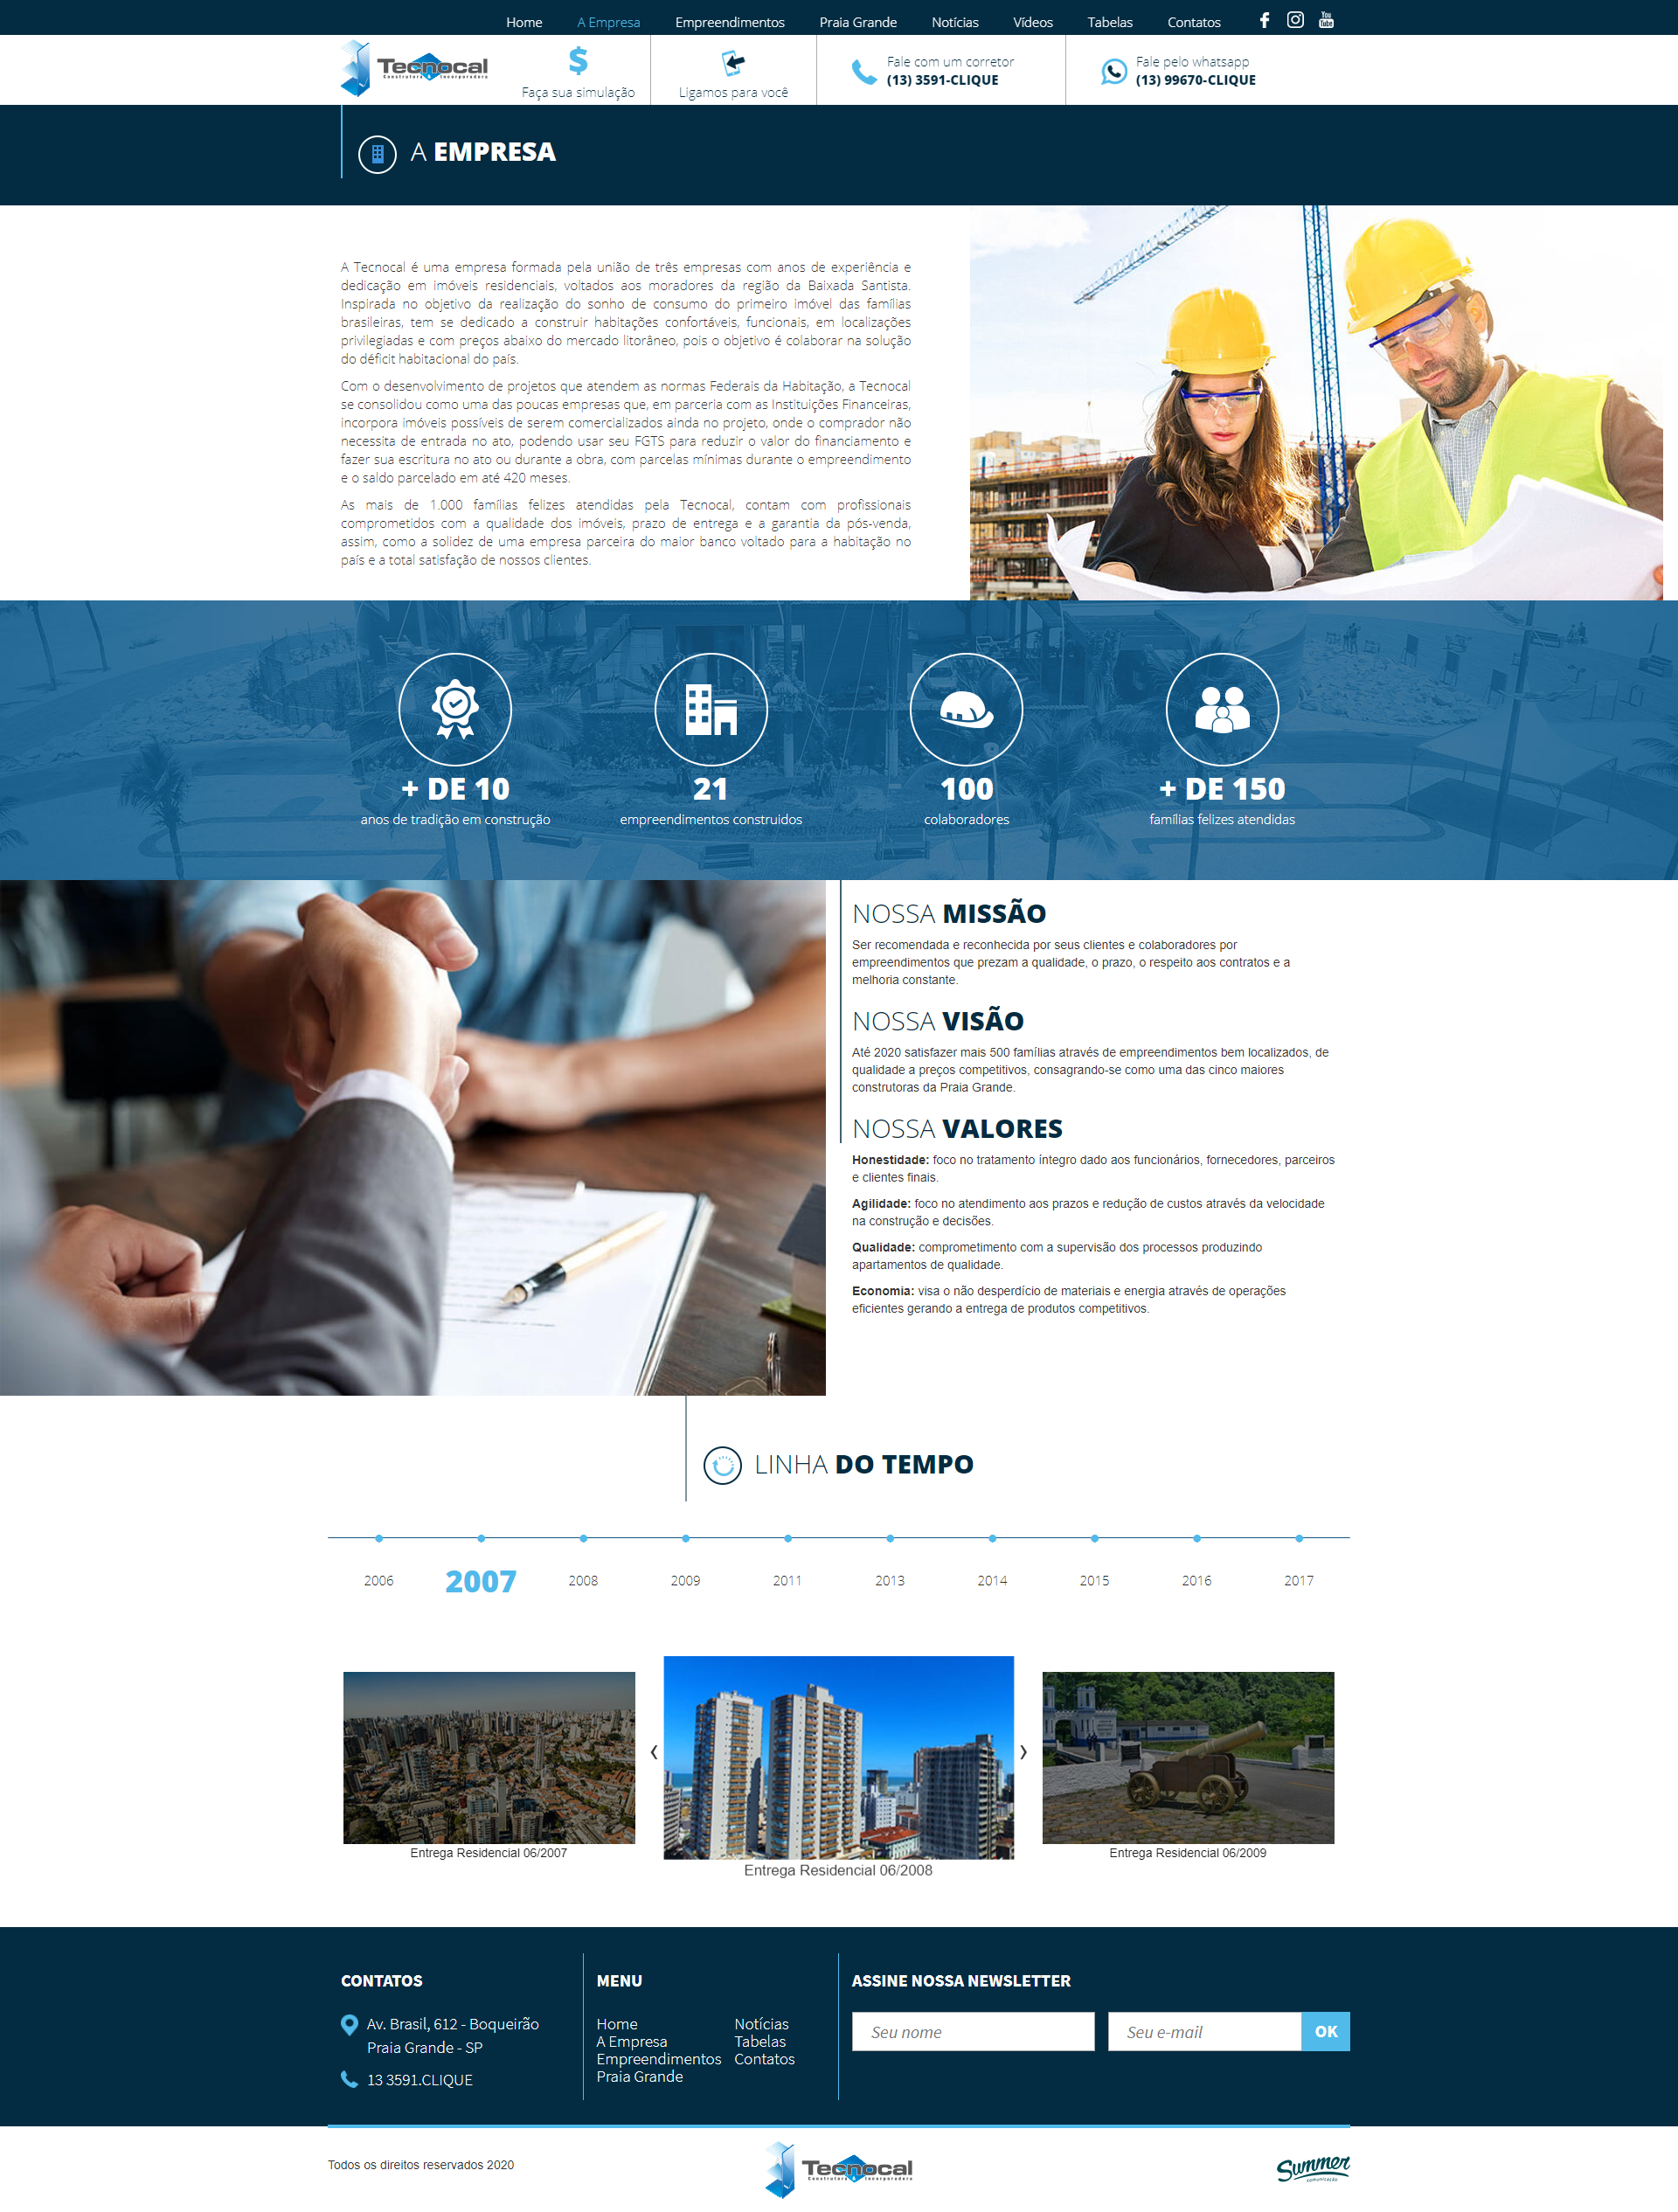 Home A Empresa Empreendimentos Praia Grande Notícias Vídeos Tabelas Contatos You Tube
Tecnocal
Construtora & Incorporadora
$
Faça sua simulação
Ligamos para você
Fale com um corretor
(13) 3591-CLIQUE
Fale pelo whatsapp
(13) 99670-CLIQUE
A EMPRESA
A Tecnocal é uma empresa formada pela união de três empresas com anos de experiência e
dedicação em imóveis residenciais, voltados aos moradores da região da Baixada Santista.
Inspirada no objetivo da realização do sonho de consumo do primeiro imóvel das famílias
brasileiras, tem se dedicado a construir habitações confortáveis, funcionais, em localizações
privilegiadas e com preços abaixo do mercado litorâneo, pois o objetivo é colaborar na solução
do déficit habitacional do país.
Com o desenvolvimento de projetos que atendem as normas Federais da Habitação, a Tecnocal
se consolidou como uma das poucas empresas que, em parceria com as Instituições Financeiras,
incorpora imóveis possíveis de serem comercializados ainda no projeto, onde o comprador não
necessita de entrada no ato, podendo usar seu FGTS para reduzir o valor do financiamento e
fazer sua escritura no ato ou durante a obra, com parcelas mínimas durante o empreendimento
e o saldo parcelado em até 420 meses.
As mais de 1.000 famílias felizes atendidas pela Tecnocal, contam com profissionais
comprometidos com a qualidade dos imóveis, prazo de entrega e a garantia da pós-venda,
assim, como a solidez de uma empresa parceira do maior banco voltado para a habitação no
país e a total satisfação de nossos clientes.
+ DE 10
anos de tradição em construção
21
empreendimentos construidos
100
colaboradores
+ DE 150
famílias felizes atendidas
NOSSA MISSÃO
Ser recomendada e reconhecida por seus clientes e colaboradores por
empreendimentos que prezam a qualidade, o prazo, o respeito aos contratos e a
melhoria constante.
NOSSA VISÃO
Até 2020 satisfazer mais 500 famílias através de empreendimentos bem localizados, de
qualidade a preços competitivos, consagrando-se como uma das cinco maiores
construtoras da Praia Grande.
NOSSA VALORES
Honestidade: foco no tratamento íntegro dado aos funcionários, fornecedores, parceiros
e clientes finais.
Agilidade: foco no atendimento aos prazos e redução de custos através da velocidade
na construção e decisões.
Qualidade: comprometimento com a supervisão dos processos produzindo
apartamentos de qualidade.
Economia: visa o não desperdício de materiais e energia através de operações
eficientes gerando a entrega de produtos competitivos.
LINHA DO TEMPO
2006 2007 2008 2009 2011 2013 2014 2015 2016 2017
Entrega Residencial 06/2007
Entrega Residencial 06/2008
Entrega Residencial 06/2009
CONTATOS
Av. Brasil, 612 - Boqueirão
Praia Grande - SP
13 3591.CLIQUE
MENU
Home
A Empresa
Empreendimentos
Praia Grande
Notícias
Tabelas
Contatos
ASSINE NOSSA NEWSLETTER
Seu nome
Seu e-mail
OK
Todos os direitos reservados 2020
Tecnocal
Construtora & Incorporadora
Summer
comunicação